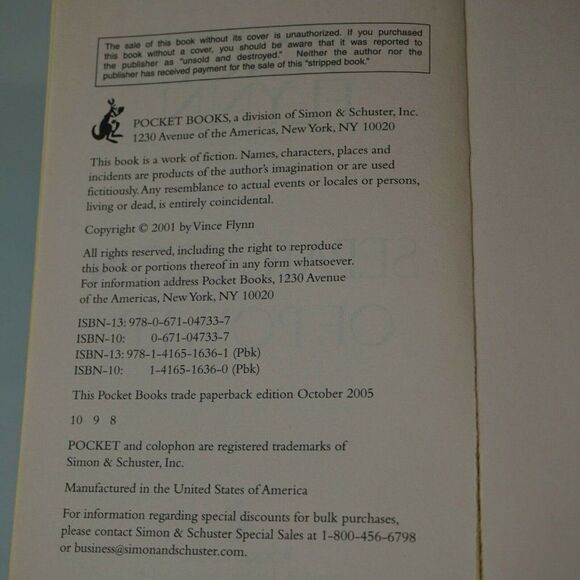 The sale of this book without its cover is unauthorized. If you purchased
this book without a cover, you should be aware that it was reported to
the publisher as "unsold and destroyed." Neither the author nor the
publisher has received payment for the sale of this "stripped book."
POCKET BOOKS, a division of Simon & Schuster, Inc.
1230 Avenue of the Americas, New York, NY 10020
This book is a work of fiction. Names, characters, places and
incidents are products of the author's imagination or are used
fictitiously. Any resemblance to actual events or locales or persons,
living or dead, is entirely coincidental.
Copyright © 2001 by Vince Flynn
All rights reserved, including the right to reproduce
this book or portions thereof in any form whatsoever.
For information address Pocket Books, 1230 Avenue
of the Americas, New York, NY 10020
ISBN-13: 978-0-671-04733-7
ISBN-10: 0-671-04733-7
ISBN-13: 978-1-4165-1636-1 (Pbk)
ISBN-10: 1-4165-1636-0 (Pbk)
This Pocket Books trade paperback edition October 2005
10 9 8
POCKET and colophon are registered trademarks of
Simon & Schuster, Inc.
Manufactured in the United States of America
For information regarding special discounts for bulk purchases,
please contact Simon & Schuster Special Sales at 1-800-456-6798
or business@simonandschuster.com.